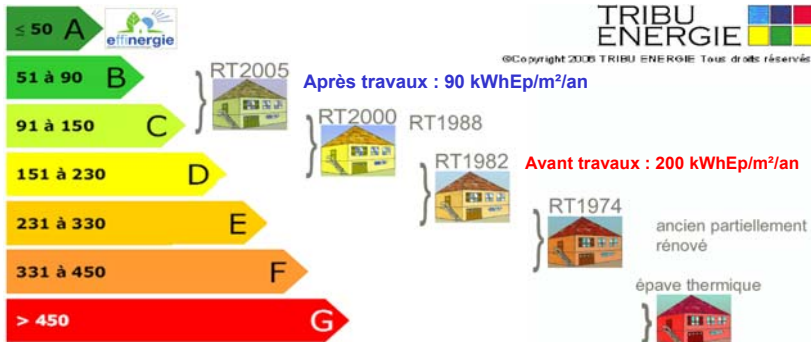 ≤ 50 A
effinergie
TRIBU
ENERGIE
©Copyright 2006 TRIBU ENERGIE Tous droits réservés
51 à 90 B
RT2005
Après travaux : 90 kWhEp/m²/an
91 à 150 C
RT2000
RT1988
151 à 230 D
RT1982
Avant travaux : 200 kWhEp/m²/an
231 à 330 E
RT1974
ancien partiellement
rénové
331 à 450 F
épave thermique
> 450 G